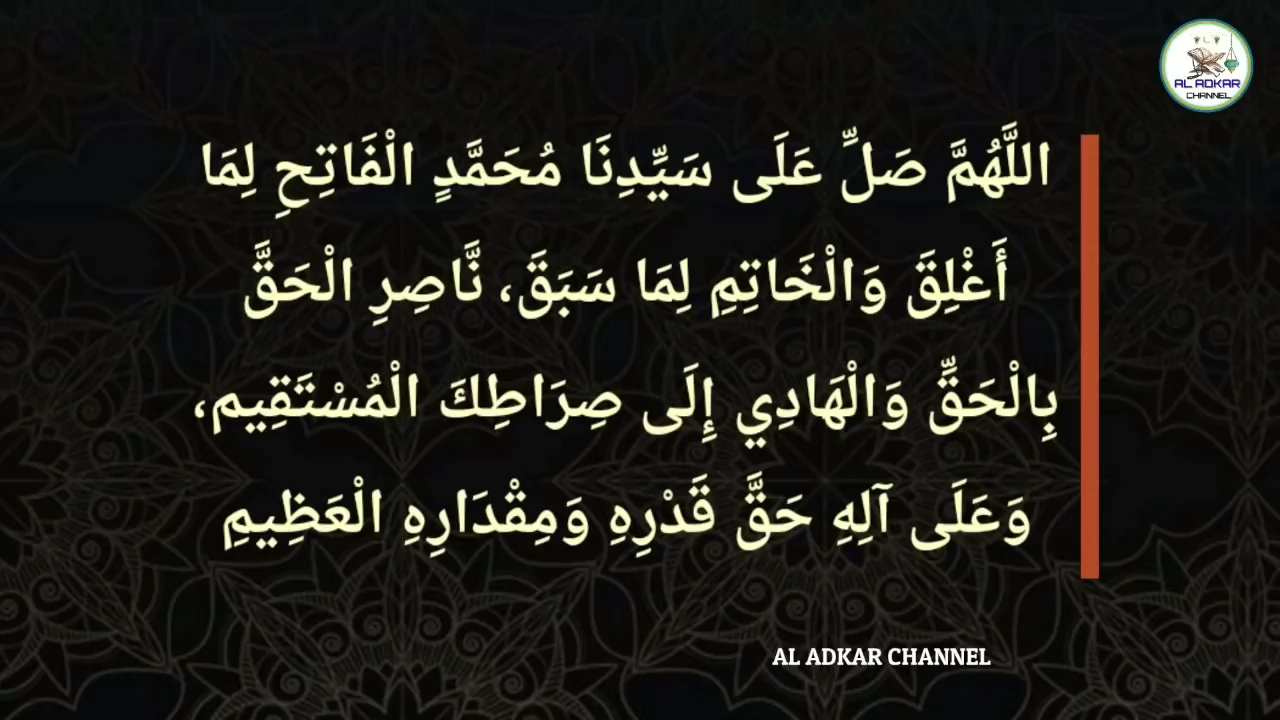 AL ADKAR
CHANNEL
اللَّهُمَّ صَلِّ عَلَى سَيِّدِنَا مُحَمَّدٍ الْفَاتِحِ لِمَا
أَغْلِقَ وَالْخَاتِمِ لِمَا سَبَقَ، نَّاصِرِ الْحَقَّ
بِالْحَقِّ وَالْهَادِي إِلَى صِرَاطِكَ الْمُسْتَقِيم،
وَعَلَى آلِهِ حَقَّ قَدْرِهِ وَمِقْدَارِهِ الْعَظِيمِ
AL ADKAR CHANNEL